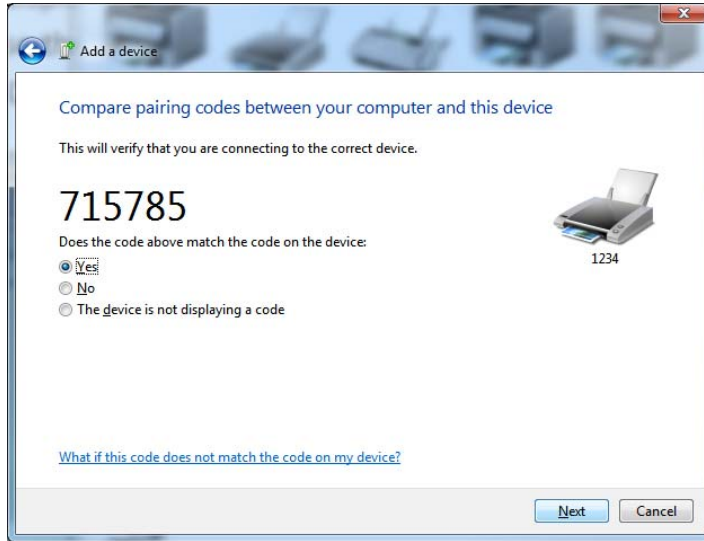 Add a device
Compare pairing codes between your computer and this device
This will verify that you are connecting to the correct device.
715785
Does the code above match the code on the device:
1234
Yes
No
The device is not displaying a code
What if this code does not match the code on my device?
Next Cancel